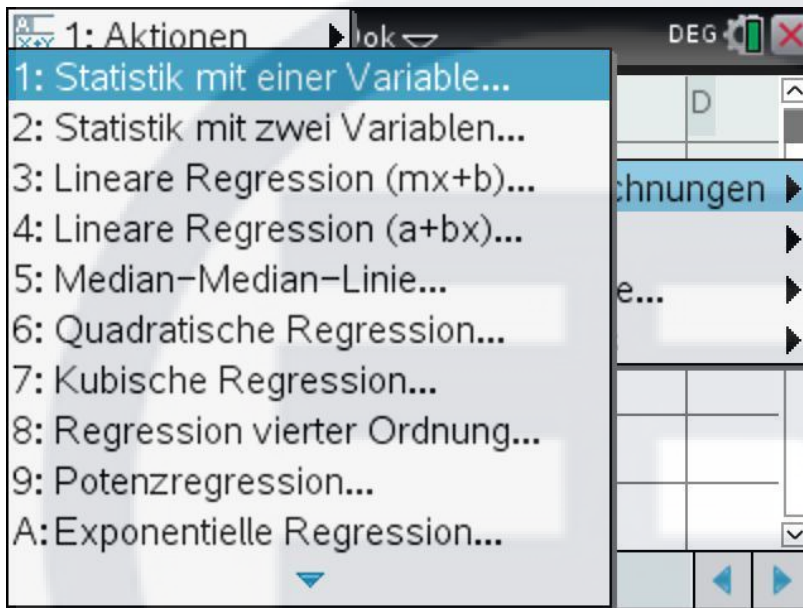 1: Aktionen
ok
DEG
1: Statistik mit einer Variable...
D
2: Statistik mit zwei Variablen...
3: Lineare Regression (mx+b)...
chnungen
4: Lineare Regression (a+bx)...
5: Median-Median-Linie...
e...
6: Quadratische Regression...
7: Kubische Regression...
8: Regression vierter Ordnung...
9: Potenzregression...
A: Exponentielle Regression...